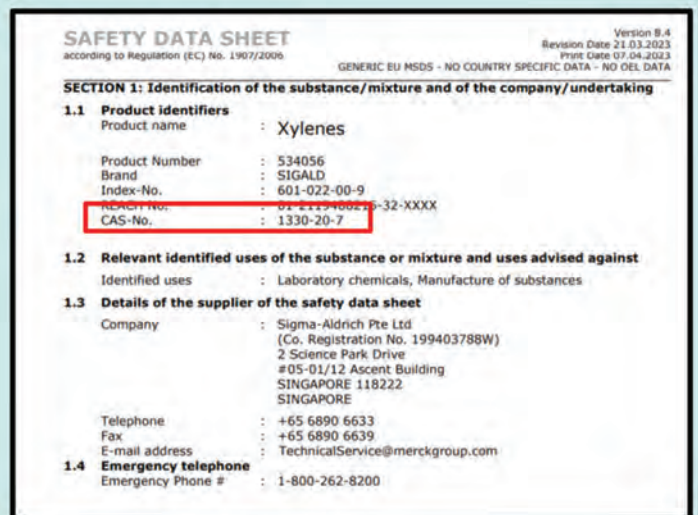 SAFETY DATA SHEET
according to Regulation (EC) No. 1907/2006
Version 8.4
Revision Date 21.03.2023
Print Date 07.04.2023
GENERIC EU MSDS - NO COUNTRY SPECIFIC DATA - NO OEL DATA
SECTION 1: Identification of the substance/mixture and of the company/undertaking
1.1 Product identifiers
Product name : Xylenes
Product Number : 534056
Brand : SIGALD
Index-No. : 601-022-00-9
REACH No. : 01-2119488216-32-XXXX
CAS-No. : 1330-20-7
1.2 Relevant identified uses of the substance or mixture and uses advised against
Identified uses : Laboratory chemicals, Manufacture of substances
1.3 Details of the supplier of the safety data sheet
Company : Sigma-Aldrich Pte Ltd
(Co. Registration No. 199403788W)
2 Science Park Drive
#05-01/12 Ascent Building
SINGAPORE 118222
SINGAPORE
Telephone : +65 6890 6633
Fax : +65 6890 6639
E-mail address : TechnicalService@merckgroup.com
1.4 Emergency telephone
Emergency Phone # : 1-800-262-8200